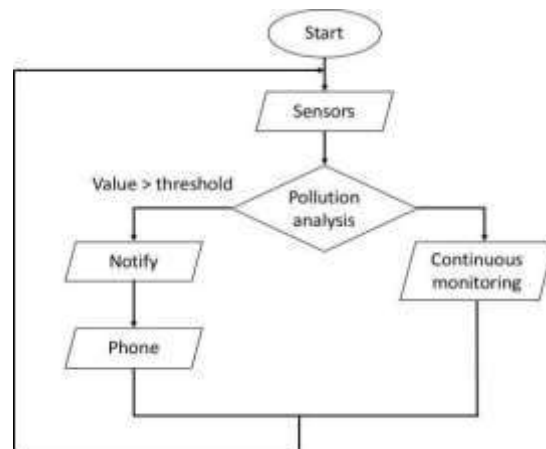 Start
Sensors
Value > threshold
Pollution
analysis
Notify
Continuous
monitoring
Phone